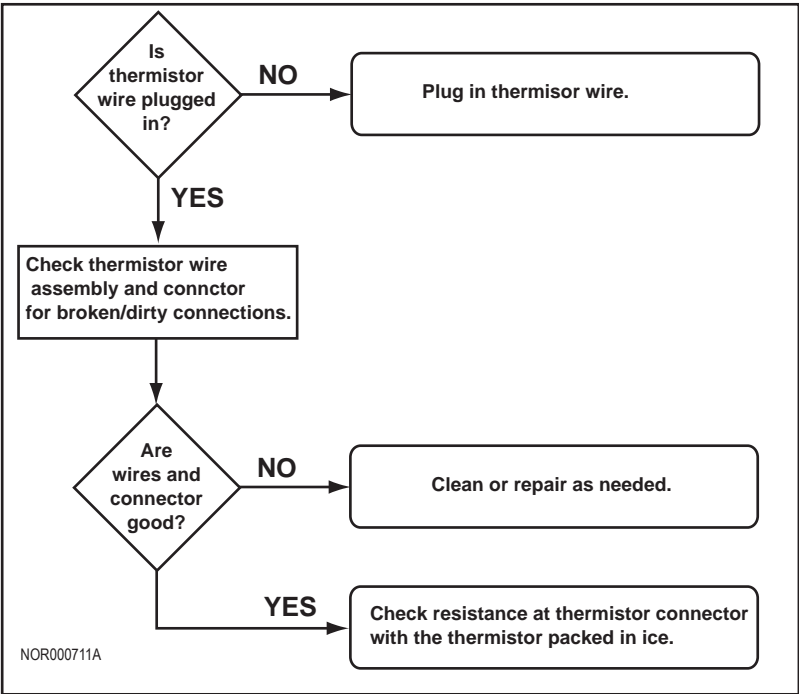 Is
thermistor
wire plugged
in?
NO
Plug in thermisor wire.
YES
Check thermistor wire
assembly and connctor
for broken/dirty connections.
Are
wires and
connector
good?
NO
Clean or repair as needed.
YES
Check resistance at thermistor connector
with the thermistor packed in ice.
NOR000711A